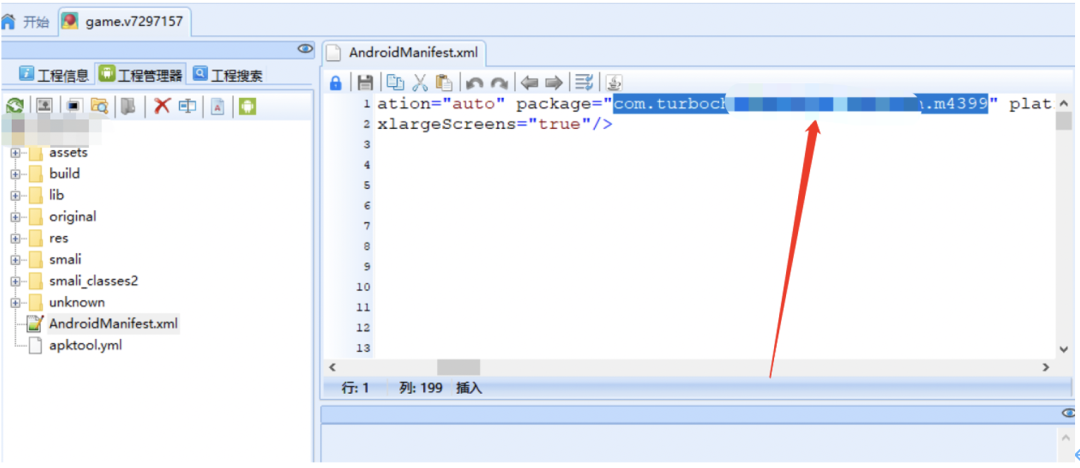 开始 game.v7297157
工程信息 工程管理器 工程搜索
assets
build
lib
original
res
smali
smali_classes2
unknown
AndroidManifest.xml
apktool.yml
AndroidManifest.xml
1 ation="auto" package="com.turboc .m4399" plat
2 xlargeScreens="true"/>
3
4
5
6
7
8
9
10
11
12
13
行: 1 列: 199 插入